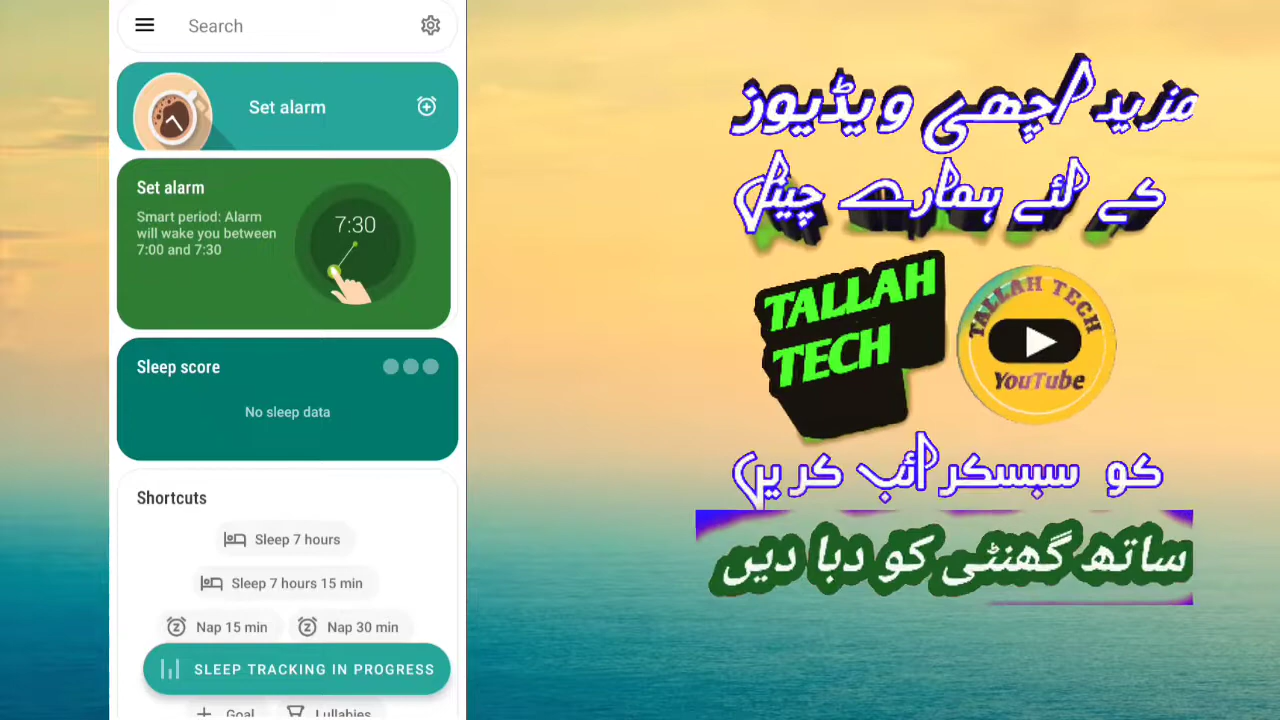 Search
Set alarm
Set alarm
Smart period: Alarm
will wake you between
7:00 and 7:30
7:30
Sleep score
No sleep data
Shortcuts
Sleep 7 hours
Sleep 7 hours 15 min
Nap 15 min
Nap 30 min
SLEEP TRACKING IN PROGRESS
Goal
Lullabies
مزید اچھی ویڈیوز
کے لئے ہمارے چینل
TALLAH
TECH
TALLAH TECH
YouTube
کو سبسکرائب کریں
ساتھ گھنٹی کو دبا دیں